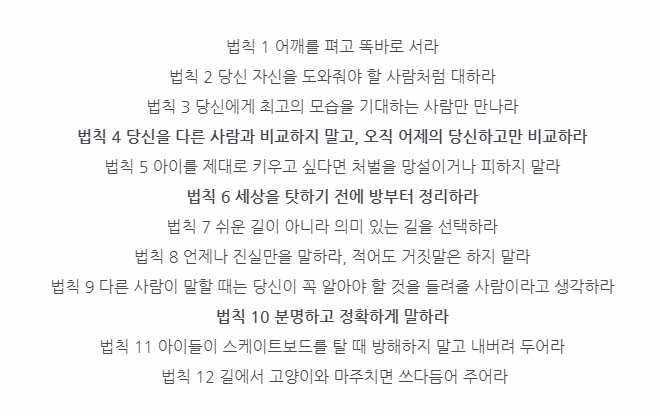 법칙 1 어깨를 펴고 똑바로 서라
법칙 2 당신 자신을 도와줘야 할 사람처럼 대하라
법칙 3 당신에게 최고의 모습을 기대하는 사람만 만나라
법칙 4 당신을 다른 사람과 비교하지 말고, 오직 어제의 당신하고만 비교하라
법칙 5 아이를 제대로 키우고 싶다면 처벌을 망설이거나 피하지 말라
법칙 6 세상을 탓하기 전에 방부터 정리하라
법칙 7 쉬운 길이 아니라 의미 있는 길을 선택하라
법칙 8 언제나 진실만을 말하라, 적어도 거짓말은 하지 말라
법칙 9 다른 사람이 말할 때는 당신이 꼭 알아야 할 것을 들려줄 사람이라고 생각하라
법칙 10 분명하고 정확하게 말하라
법칙 11 아이들이 스케이트보드를 탈 때 방해하지 말고 내버려 두어라
법칙 12 길에서 고양이와 마주치면 쓰다듬어 주어라